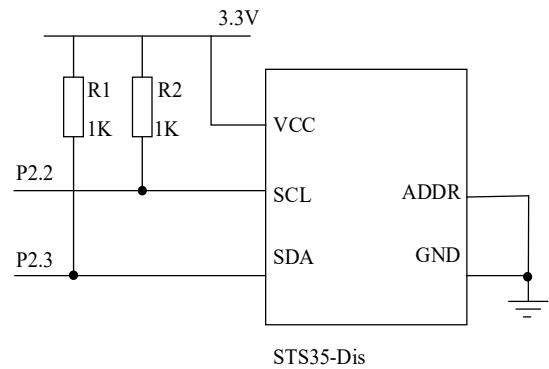 3.3V
R1
R2
1K
1K
VCC
P2.2
SCL
ADDR
P2.3
SDA
GND
STS35-Dis